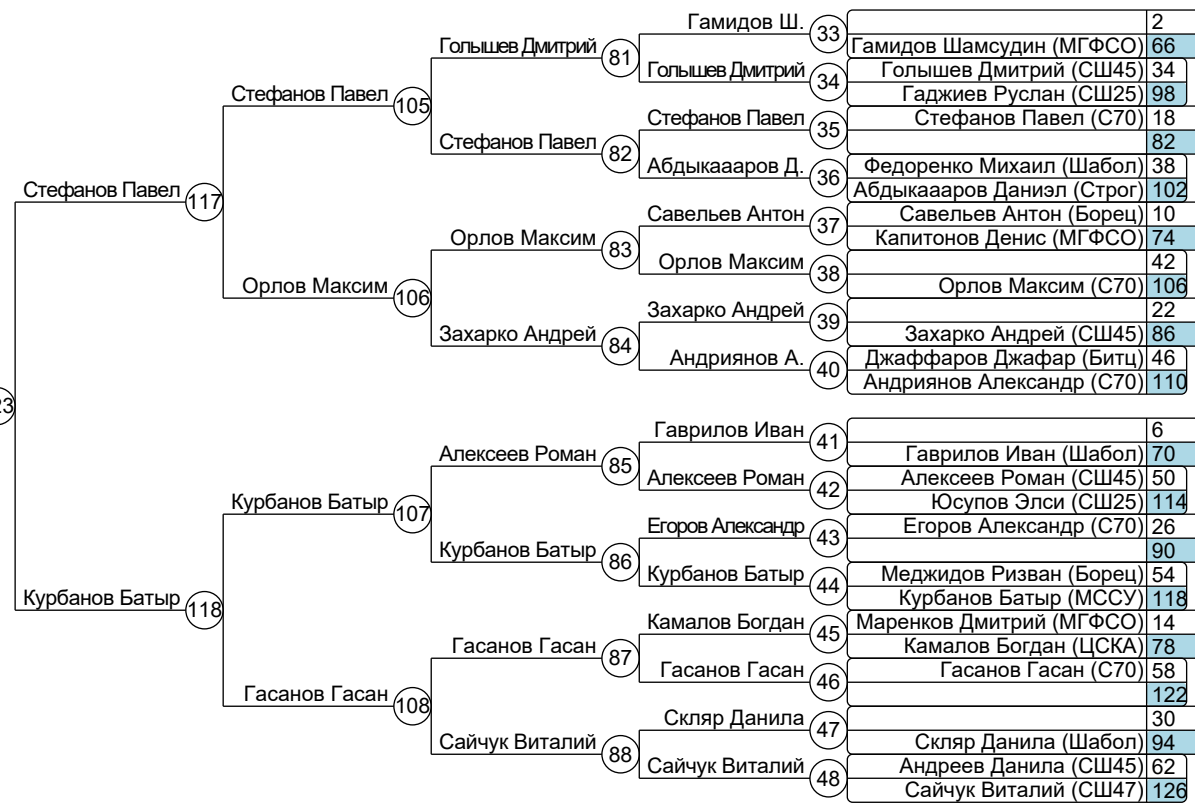 Гамидов Ш. 33 2
Гамидов Шамсудин (МГФСО) 66
Голышев Дмитрий 81
Голышев Дмитрий 34 Голышев Дмитрий (СШ45) 34
Гаджиев Руслан (СШ25) 98
Стефанов Павел 105
Стефанов Павел 35 Стефанов Павел (С70) 18
82
Стефанов Павел 82
Абдыкаааров Д. 36 Федоренко Михаил (Шабол) 38
Абдыкаааров Даниэл (Строг) 102
Стефанов Павел 117
Савельев Антон 37 Савельев Антон (Борец) 10
Капитонов Денис (МГФСО) 74
Орлов Максим 83
Орлов Максим 38 42
Орлов Максим (С70) 106
Орлов Максим 106
Захарко Андрей 39 22
Захарко Андрей (СШ45) 86
Захарко Андрей 84
Андриянов А. 40 Джаффаров Джафар (Битц) 46
Андриянов Александр (С70) 110
23
Гаврилов Иван 41 6
Гаврилов Иван (Шабол) 70
Алексеев Роман 85
Алексеев Роман 42 Алексеев Роман (СШ45) 50
Юсупов Элси (СШ25) 114
Курбанов Батыр 107
Егоров Александр 43 Егоров Александр (С70) 26
90
Курбанов Батыр 86
Курбанов Батыр 44 Меджидов Ризван (Борец) 54
Курбанов Батыр (МССУ) 118
Курбанов Батыр 118
Камалов Богдан 45 Маренков Дмитрий (МГФСО) 14
Камалов Богдан (ЦСКА) 78
Гасанов Гасан 87
Гасанов Гасан 46 Гасанов Гасан (С70) 58
122
Гасанов Гасан 108
Скляр Данила 47 30
Скляр Данила (Шабол) 94
Сайчук Виталий 88
Сайчук Виталий 48 Андреев Данила (СШ45) 62
Сайчук Виталий (СШ47) 126